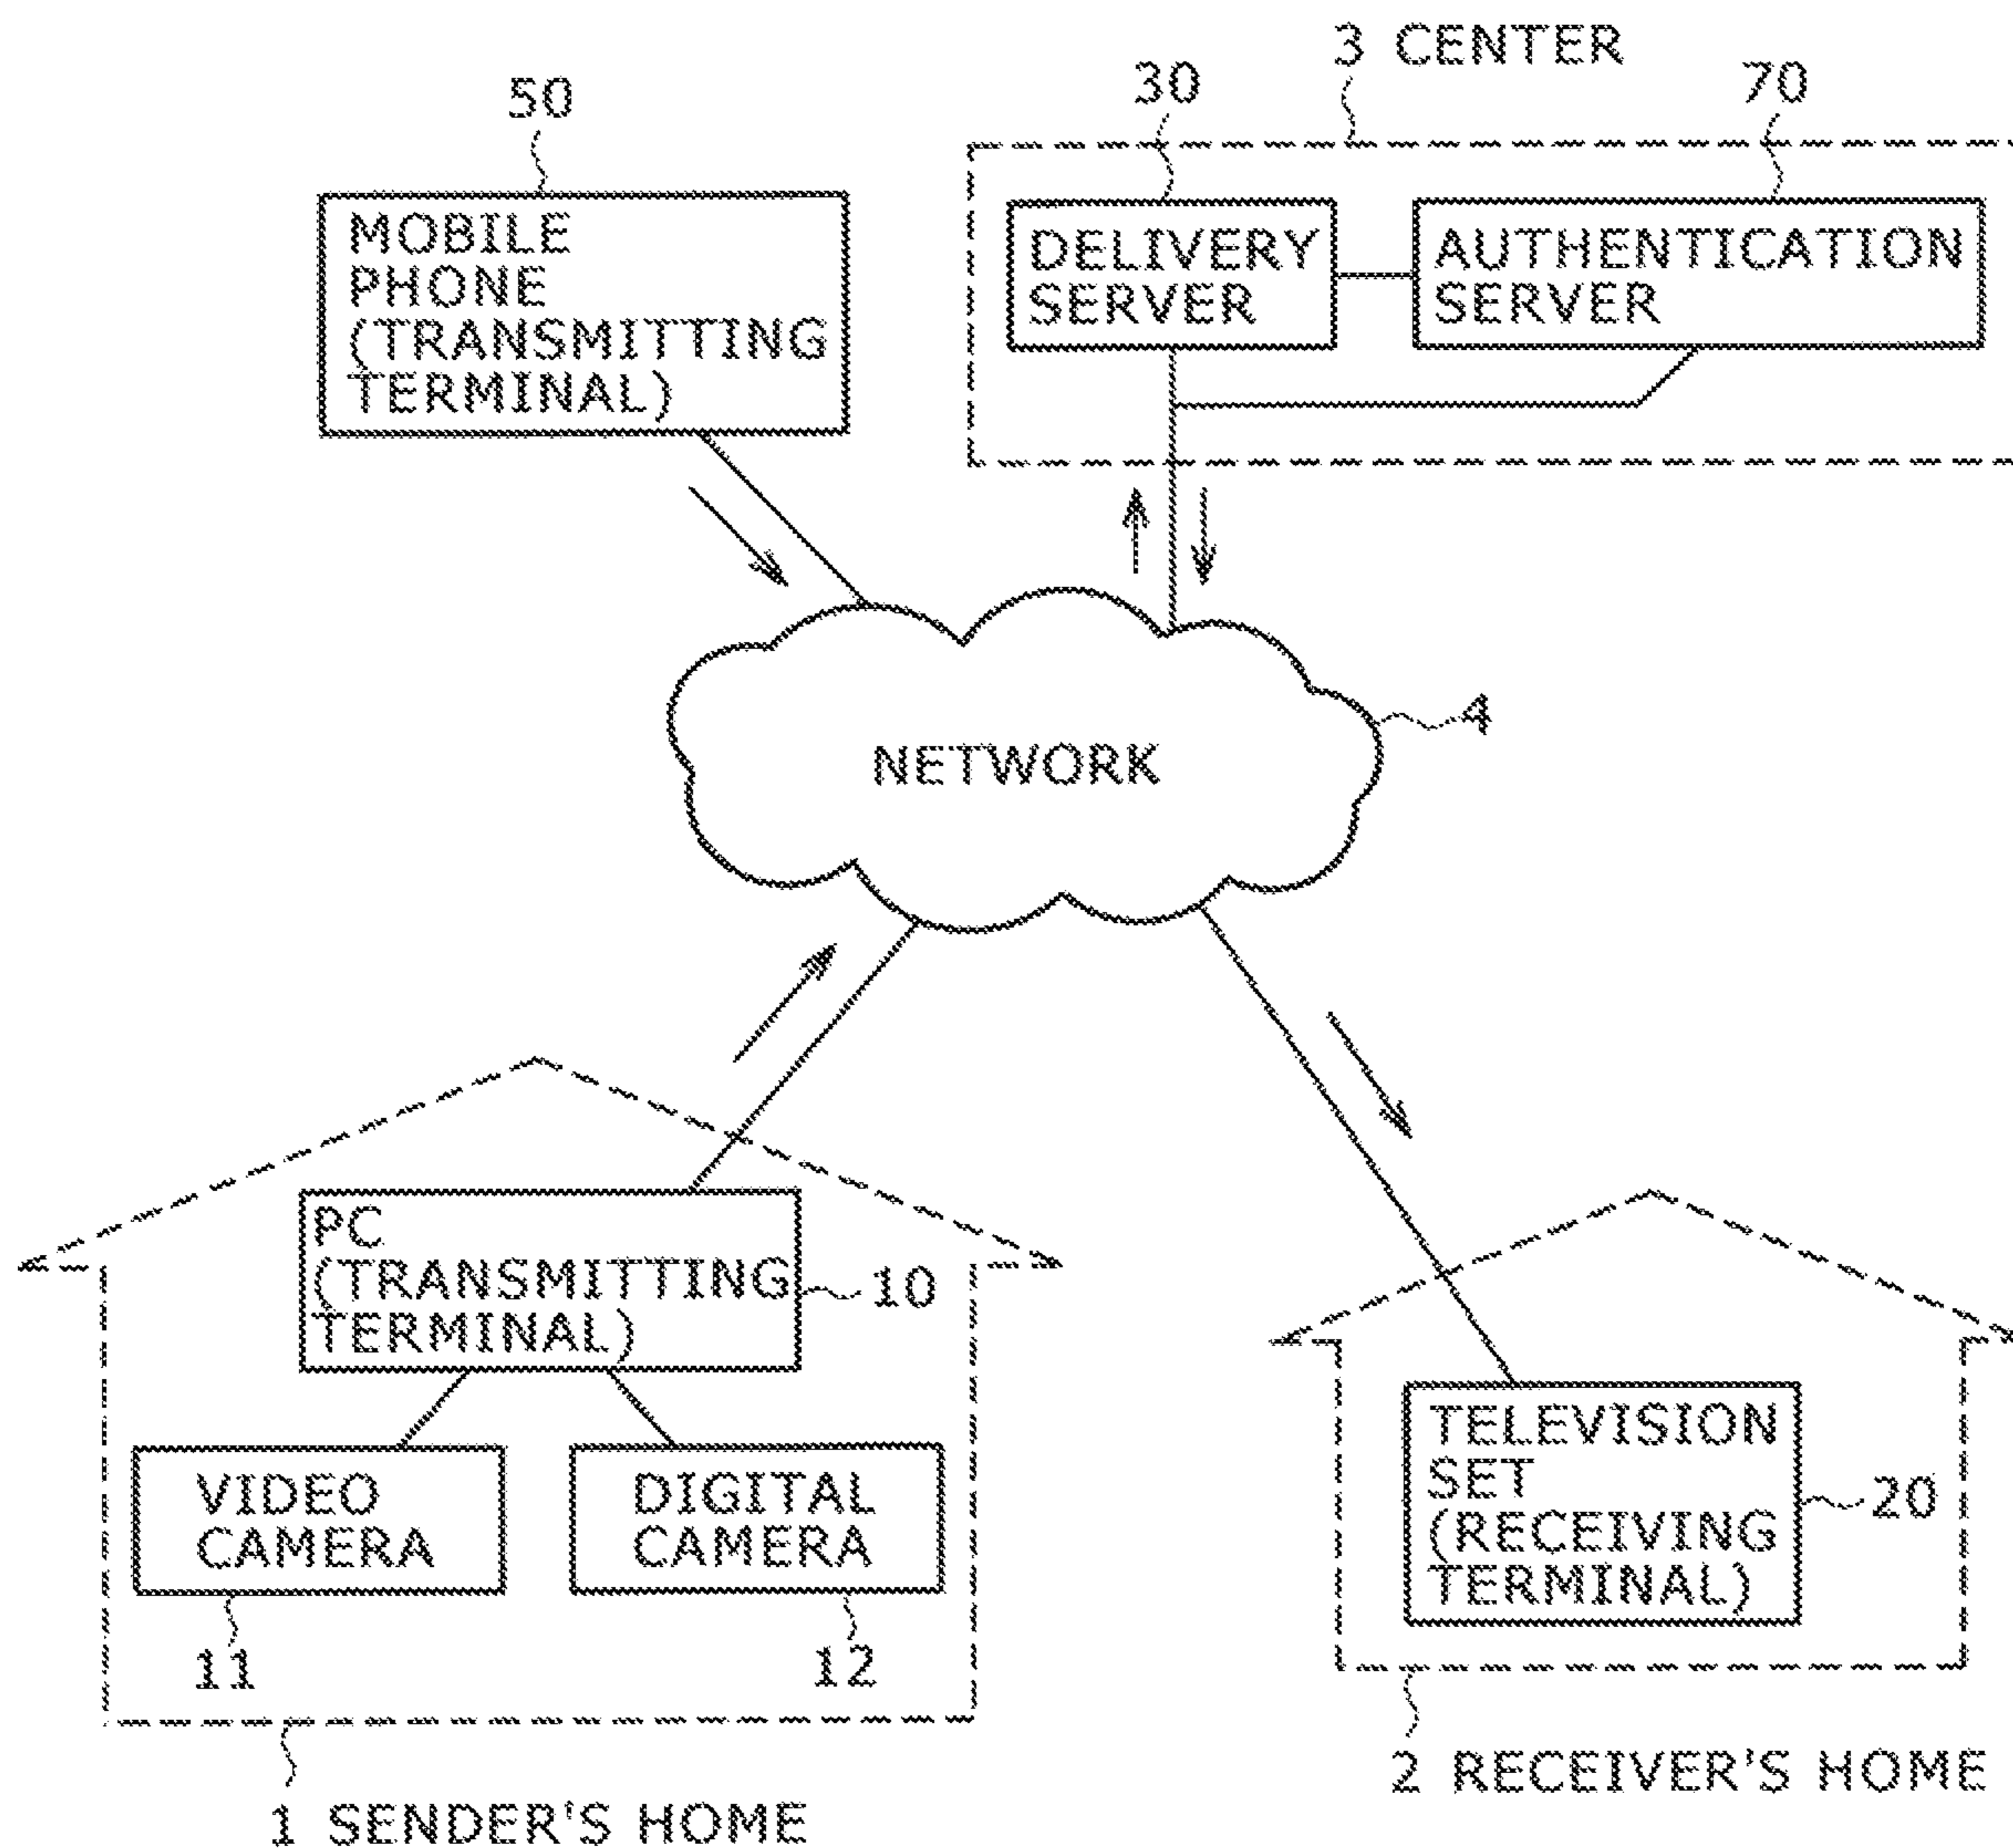 3 CENTER
50
30
70
MOBILE
PHONE
(TRANSMITTING
TERMINAL)
DELIVERY
SERVER
AUTHENTICATION
SERVER
NETWORK
4
PC
(TRANSMITTING
TERMINAL)
10
VIDEO
CAMERA
DIGITAL
CAMERA
11
12
1 SENDER'S HOME
TELEVISION
SET
(RECEIVING
TERMINAL)
20
2 RECEIVER'S HOME